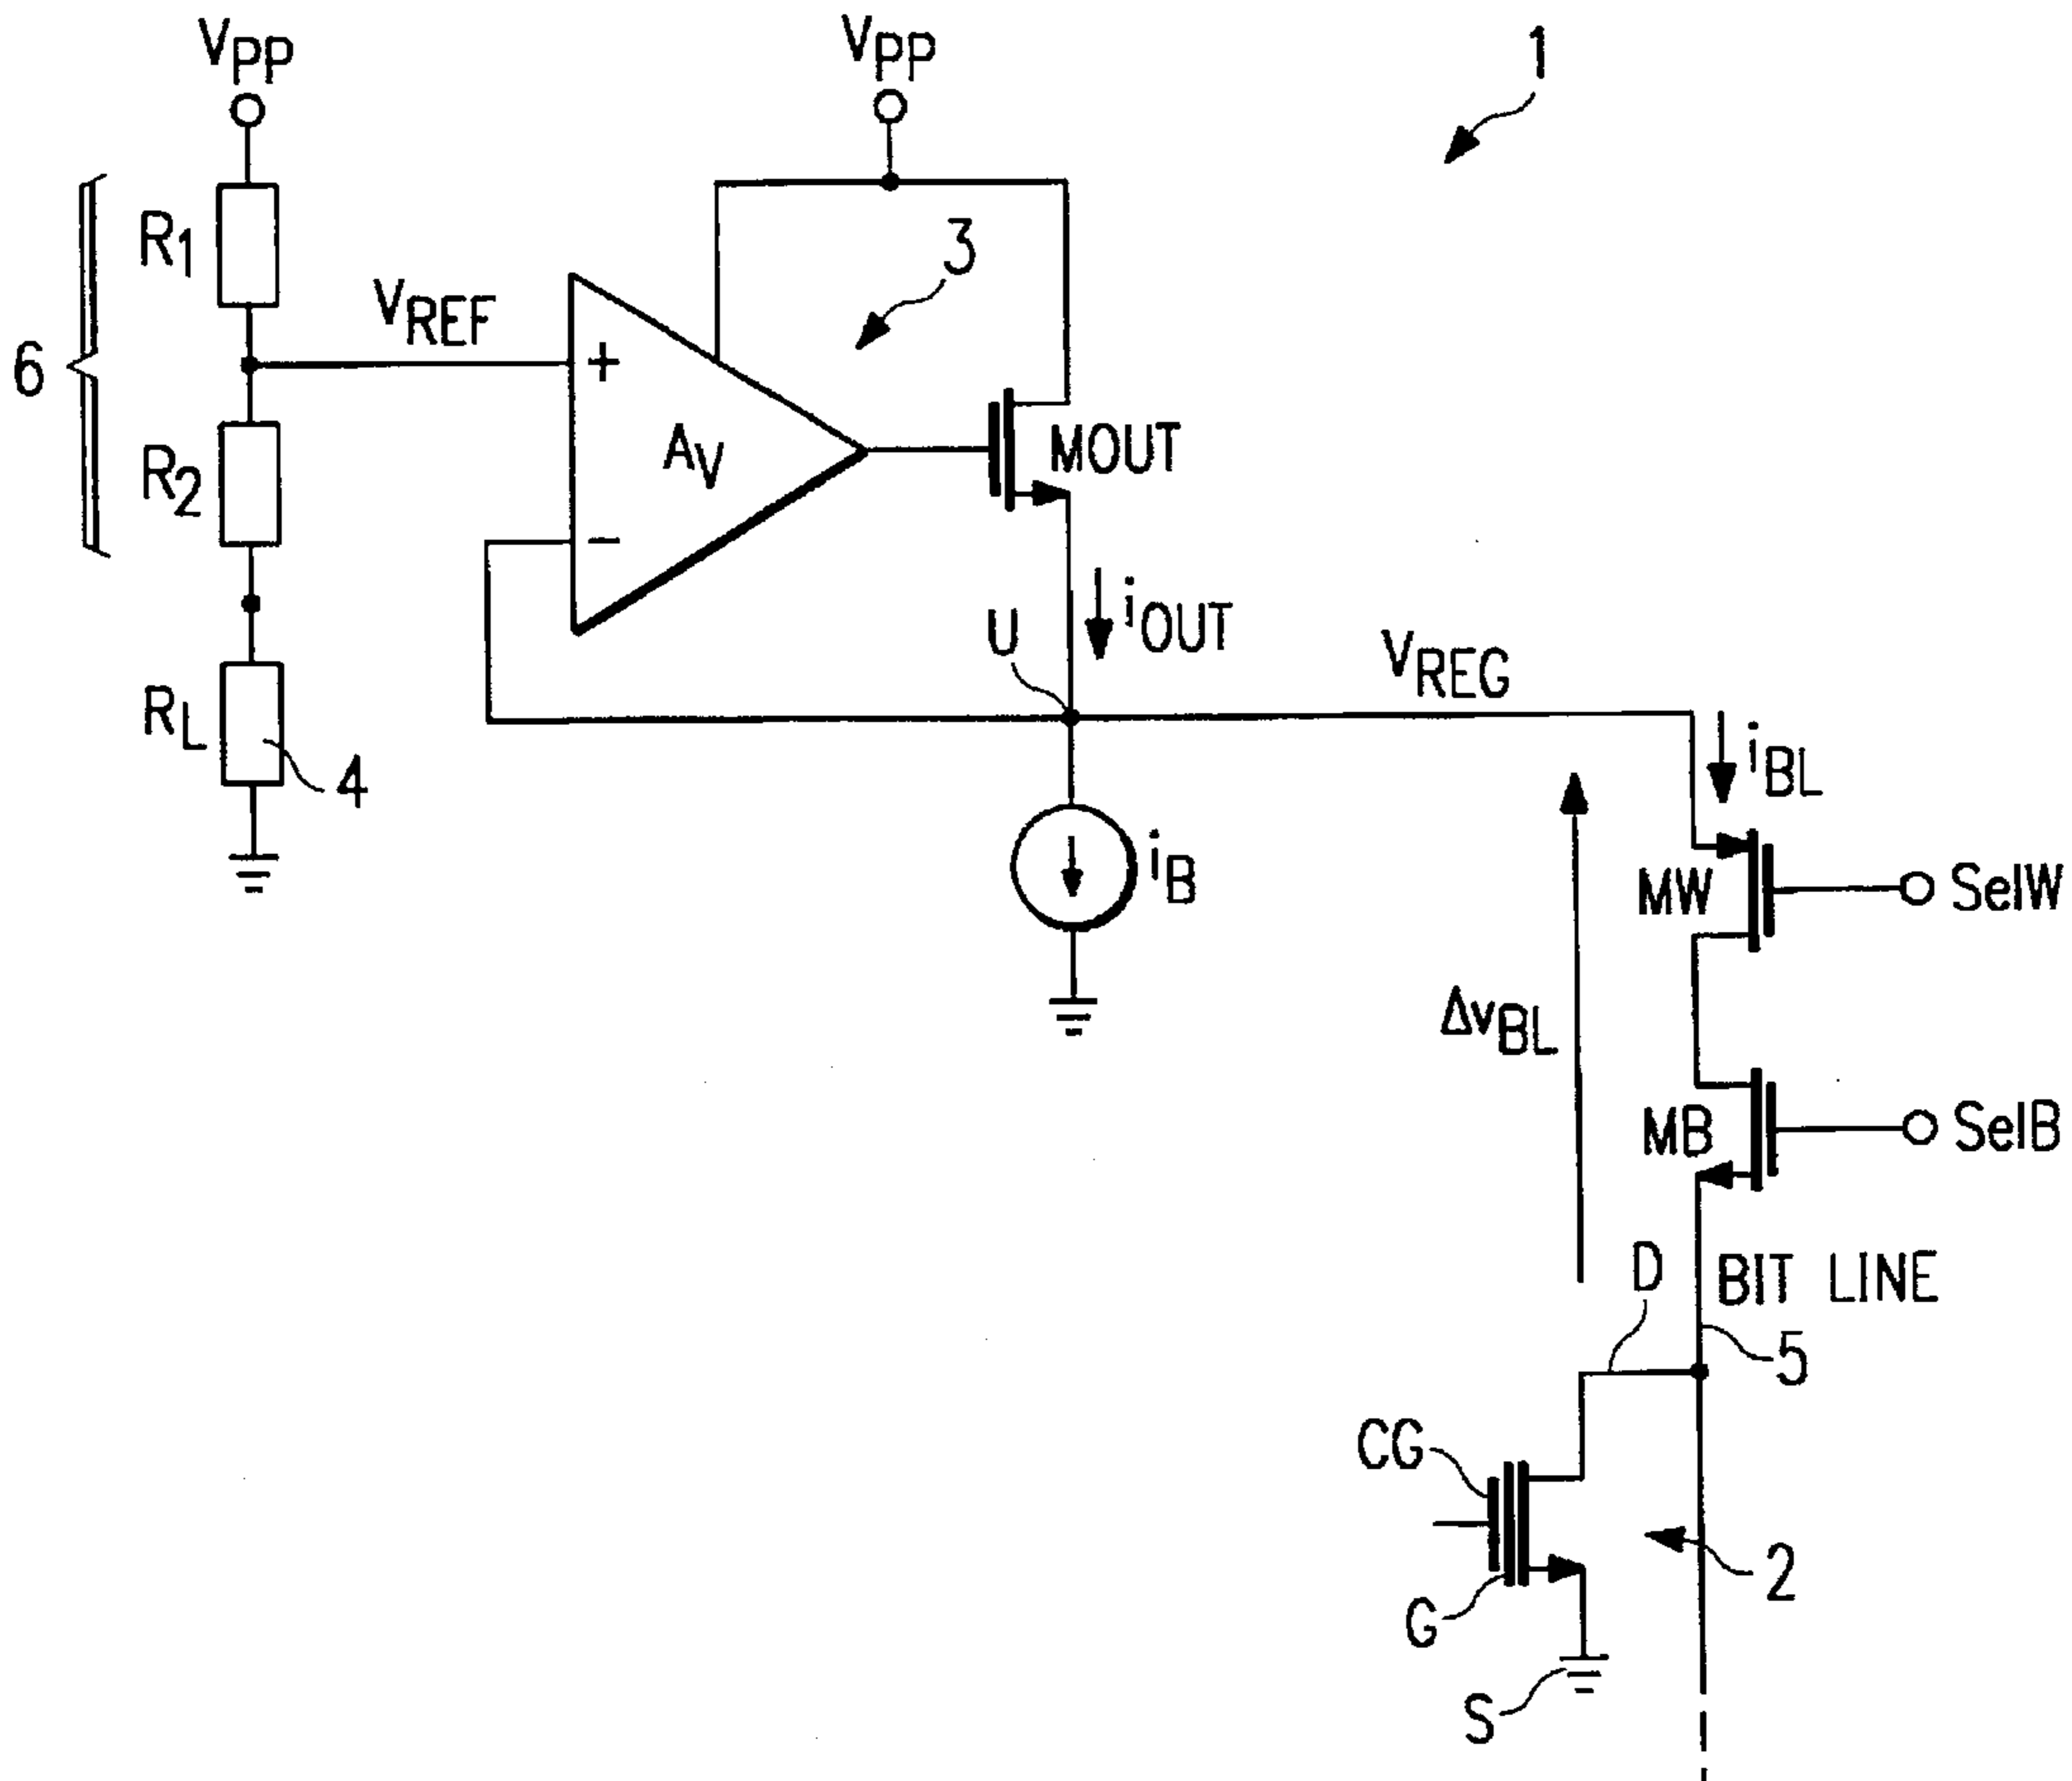 VPP
VPP
1
R1
3
VREF
6
+
AV
MOUT
R2
−
iOUT
U
VREG
RL
4
iBL
iB
MW
SelW
ΔvBL
MB
SelB
D
BIT LINE
5
CG
2
G
S